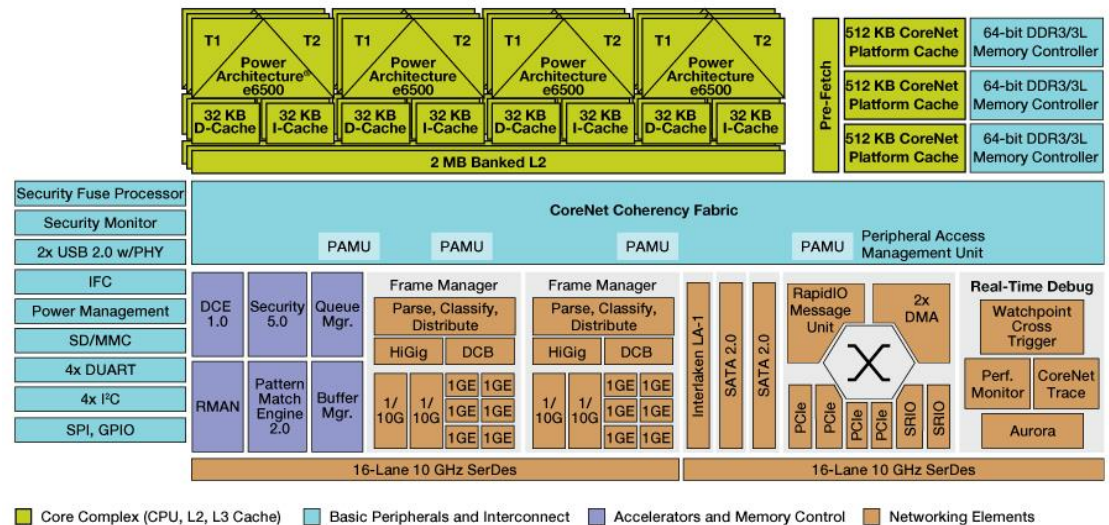 T1
T2
Power
Architecture®
e6500
T1
T2
Power
Architecture
e6500
T1
T2
Power
Architecture
e6500
T1
T2
Power
Architecture
e6500
32 KB
D-Cache
32 KB
I-Cache
32 KB
D-Cache
32 KB
I-Cache
32 KB
D-Cache
32 KB
I-Cache
32 KB
D-Cache
32 KB
I-Cache
2 MB Banked L2
Pre-Fetch
512 KB CoreNet
Platform Cache
64-bit DDR3/3L
Memory Controller
512 KB CoreNet
Platform Cache
64-bit DDR3/3L
Memory Controller
512 KB CoreNet
Platform Cache
64-bit DDR3/3L
Memory Controller
Security Fuse Processor
Security Monitor
2x USB 2.0 w/PHY
IFC
Power Management
SD/MMC
4x DUART
4x I²C
SPI, GPIO
CoreNet Coherency Fabric
PAMU
PAMU
PAMU
PAMU
Peripheral Access
Management Unit
DCE
1.0
Security
5.0
Queue
Mgr.
RMAN
Pattern
Match
Engine
2.0
Buffer
Mgr.
Frame Manager
Parse, Classify,
Distribute
HiGig
DCB
1/
10G
1/
10G
1GE
1GE
1GE
1GE
1GE
1GE
Frame Manager
Parse, Classify,
Distribute
HiGig
DCB
1/
10G
1/
10G
1GE
1GE
1GE
1GE
1GE
1GE
Interlaken LA-1
SATA 2.0
SATA 2.0
RapidIO
Message
Unit
2x
DMA
PCIe
PCIe
PCIe
PCIe
SRIO
SRIO
Real-Time Debug
Watchpoint
Cross
Trigger
Perf.
Monitor
CoreNet
Trace
Aurora
16-Lane 10 GHz SerDes
16-Lane 10 GHz SerDes
Core Complex (CPU, L2, L3 Cache)
Basic Peripherals and Interconnect
Accelerators and Memory Control
Networking Elements